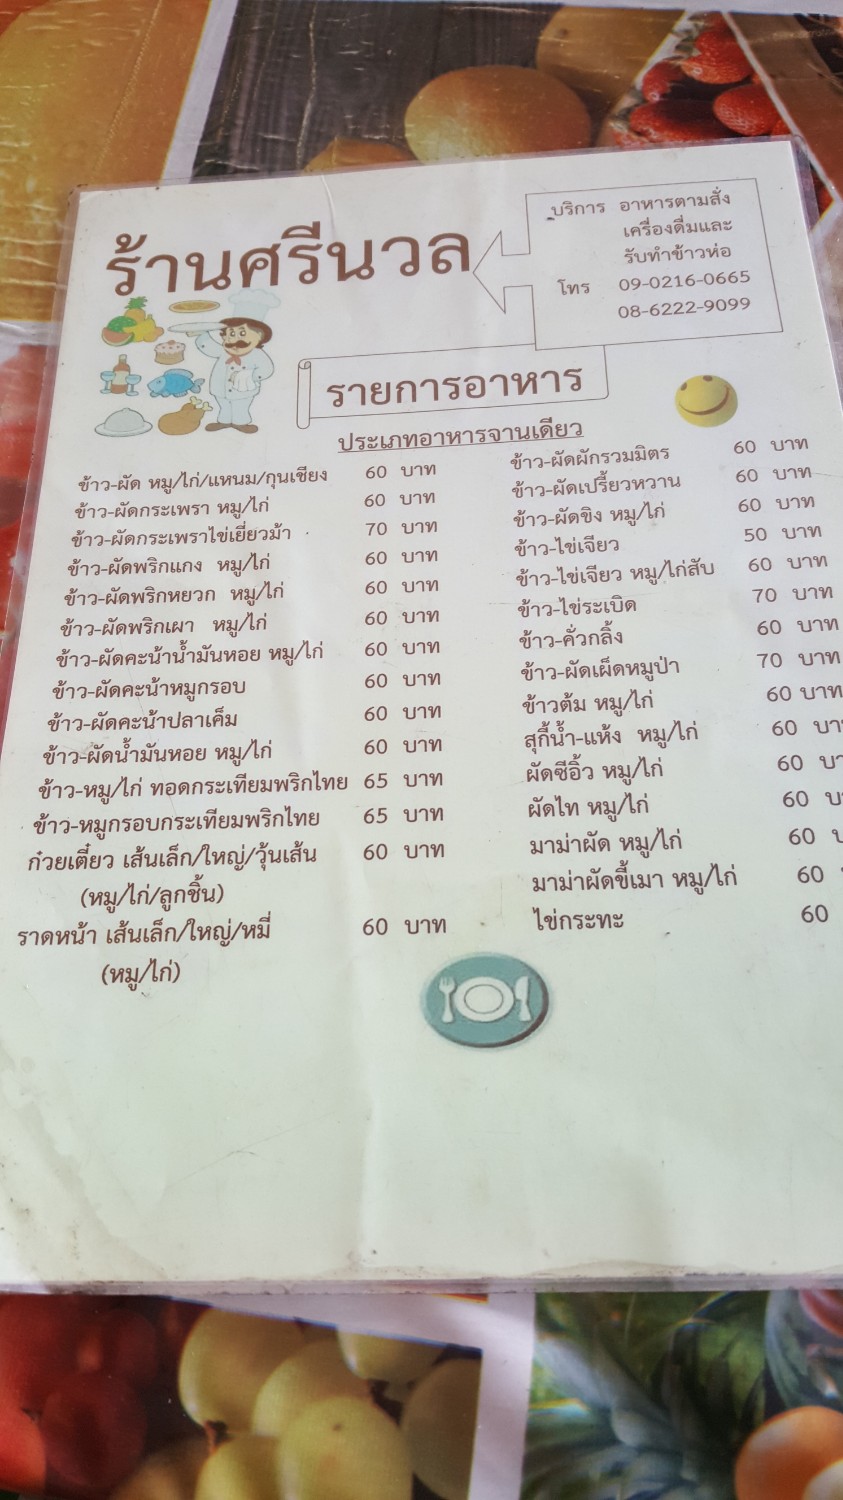 ร้านศรีนวล
บริการ อาหารตามสั่ง
เครื่องดื่มและ
รับทำข้าวห่อ
โทร 09-0216-0665
08-6222-9099
รายการอาหาร
ประเภทอาหารจานเดียว
ข้าว-ผัด หมู/ไก่/แหนม/กุนเชียง 60 บาท
ข้าว-ผัดกระเพรา หมู/ไก่ 60 บาท
ข้าว-ผัดกระเพราไข่เยี่ยวม้า 70 บาท
ข้าว-ผัดพริกแกง หมู/ไก่ 60 บาท
ข้าว-ผัดพริกหยวก หมู/ไก่ 60 บาท
ข้าว-ผัดพริกเผา หมู/ไก่ 60 บาท
ข้าว-ผัดคะน้าน้ำมันหอย หมู/ไก่ 60 บาท
ข้าว-ผัดคะน้าหมูกรอบ 60 บาท
ข้าว-ผัดคะน้าปลาเค็ม 60 บาท
ข้าว-ผัดน้ำมันหอย หมู/ไก่ 60 บาท
ข้าว-หมู/ไก่ ทอดกระเทียมพริกไทย 65 บาท
ข้าว-หมูกรอบกระเทียมพริกไทย 65 บาท
ก๋วยเตี๋ยว เส้นเล็ก/ใหญ่/วุ้นเส้น 60 บาท
(หมู/ไก่/ลูกชิ้น)
ราดหน้า เส้นเล็ก/ใหญ่/หมี่ 60 บาท
(หมู/ไก่)
ข้าว-ผัดผักรวมมิตร 60 บาท
ข้าว-ผัดเปรี้ยวหวาน 60 บาท
ข้าว-ผัดขิง หมู/ไก่ 60 บาท
ข้าว-ไข่เจียว 50 บาท
ข้าว-ไข่เจียว หมู/ไก่สับ 60 บาท
ข้าว-ไข่ระเบิด 70 บาท
ข้าว-คั่วกลิ้ง 60 บาท
ข้าว-ผัดเผ็ดหมูป่า 70 บาท
ข้าวต้ม หมู/ไก่ 60 บาท
สุกี้น้ำ-แห้ง หมู/ไก่ 60 บา
ผัดซีอิ้ว หมู/ไก่ 60 บา
ผัดไท หมู/ไก่ 60 บ
มาม่าผัด หมู/ไก่ 60
มาม่าผัดขี้เมา หมู/ไก่ 60
ไข่กระทะ 60